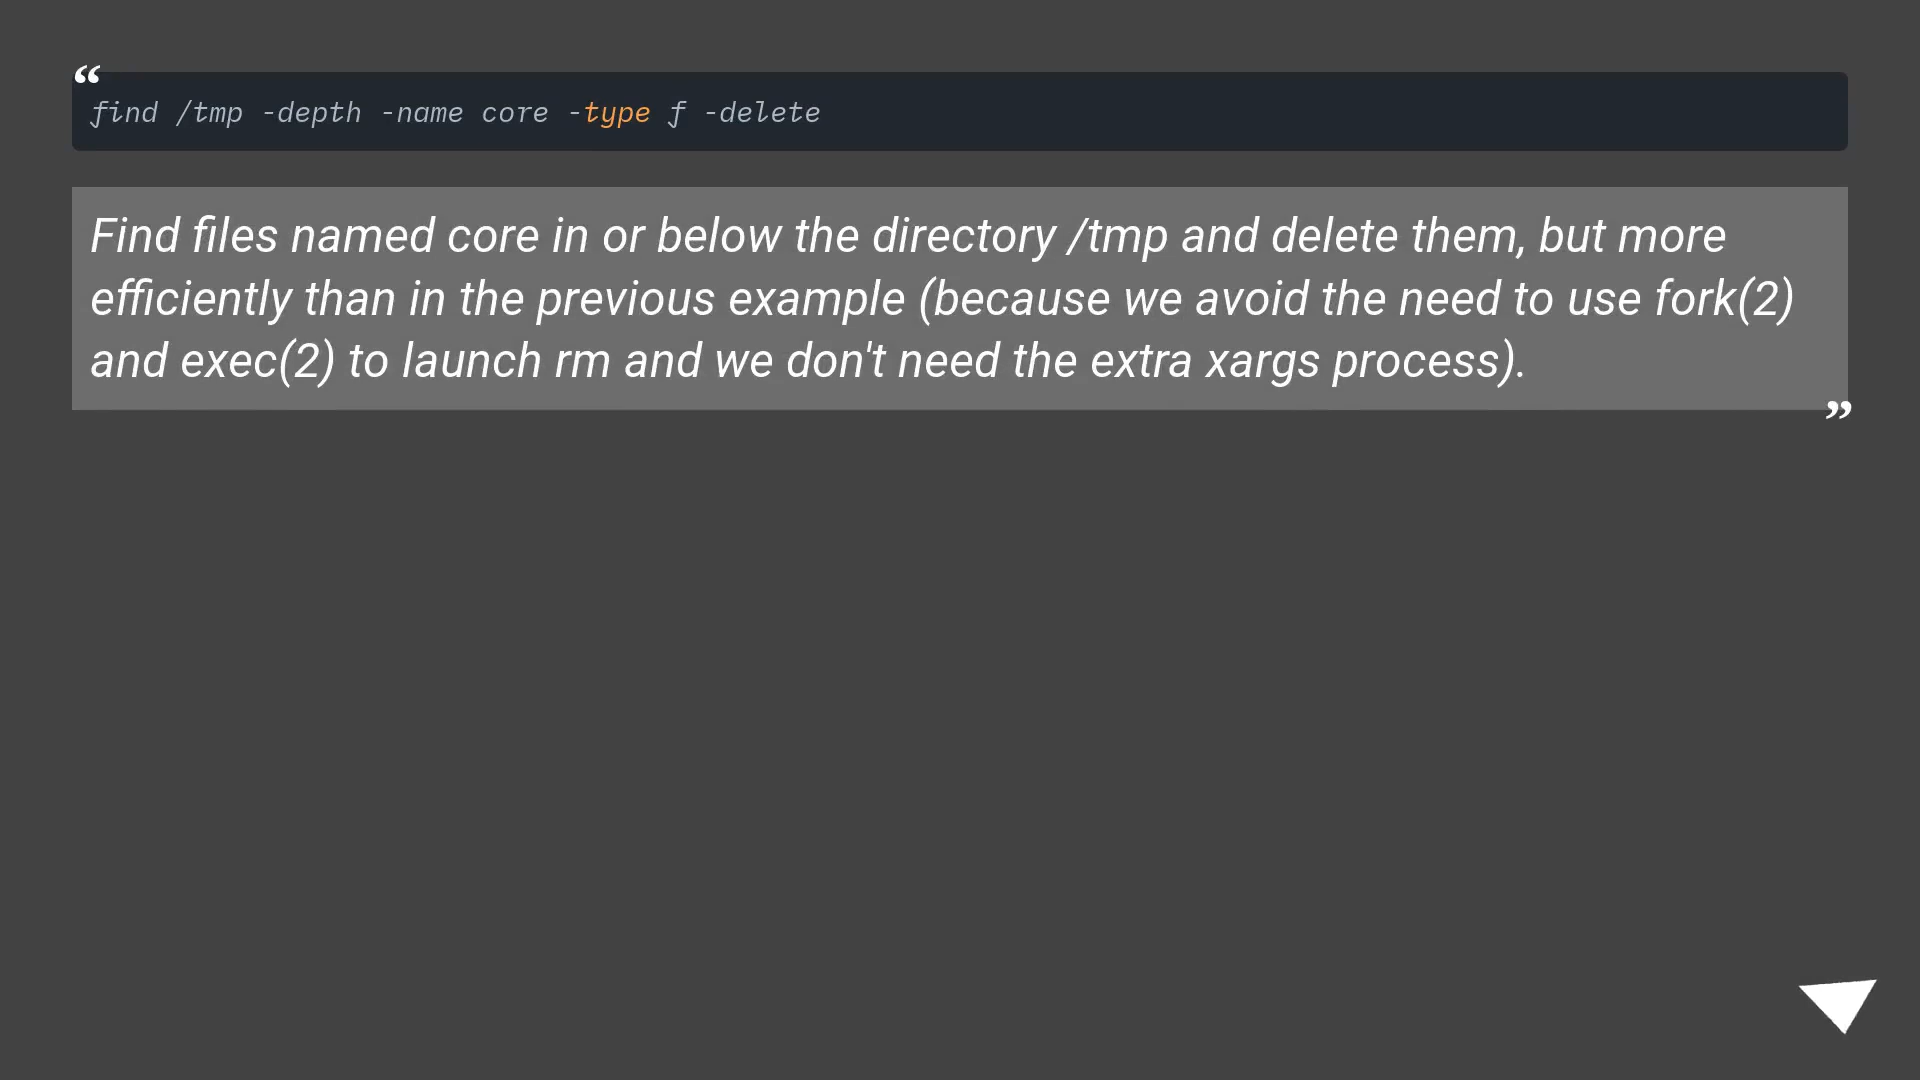 “
find /tmp -depth -name core -type f -delete
Find files named core in or below the directory /tmp and delete them, but more
efficiently than in the previous example (because we avoid the need to use fork(2)
and exec(2) to launch rm and we don't need the extra xargs process).
”